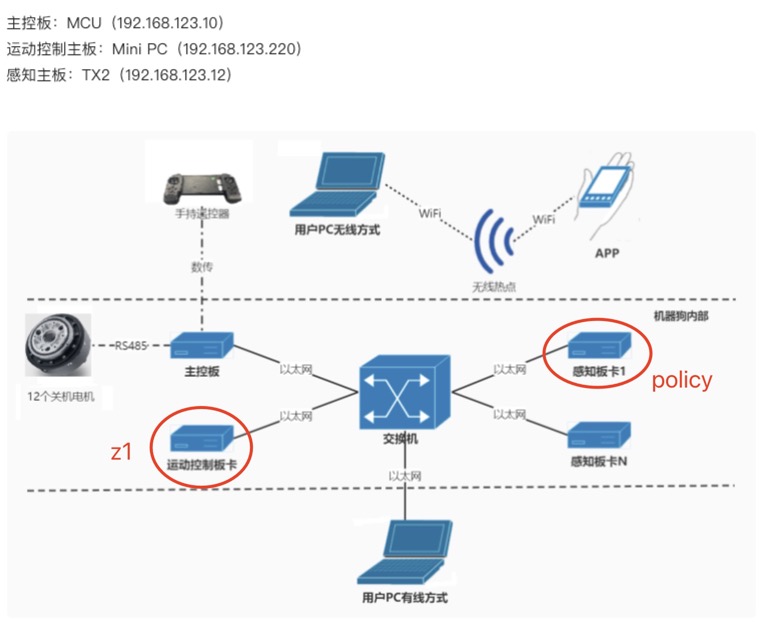 主控板：MCU（192.168.123.10）
运动控制主板：Mini PC（192.168.123.220）
感知主板：TX2（192.168.123.12）
手持遥控器
用户PC无线方式
WiFi
WiFi
APP
无线热点
数传
机器狗内部
RS485
主控板
以太网
以太网
感知板卡1
policy
12个关机电机
以太网
以太网
z1
运动控制板卡
交换机
感知板卡N
以太网
用户PC有线方式